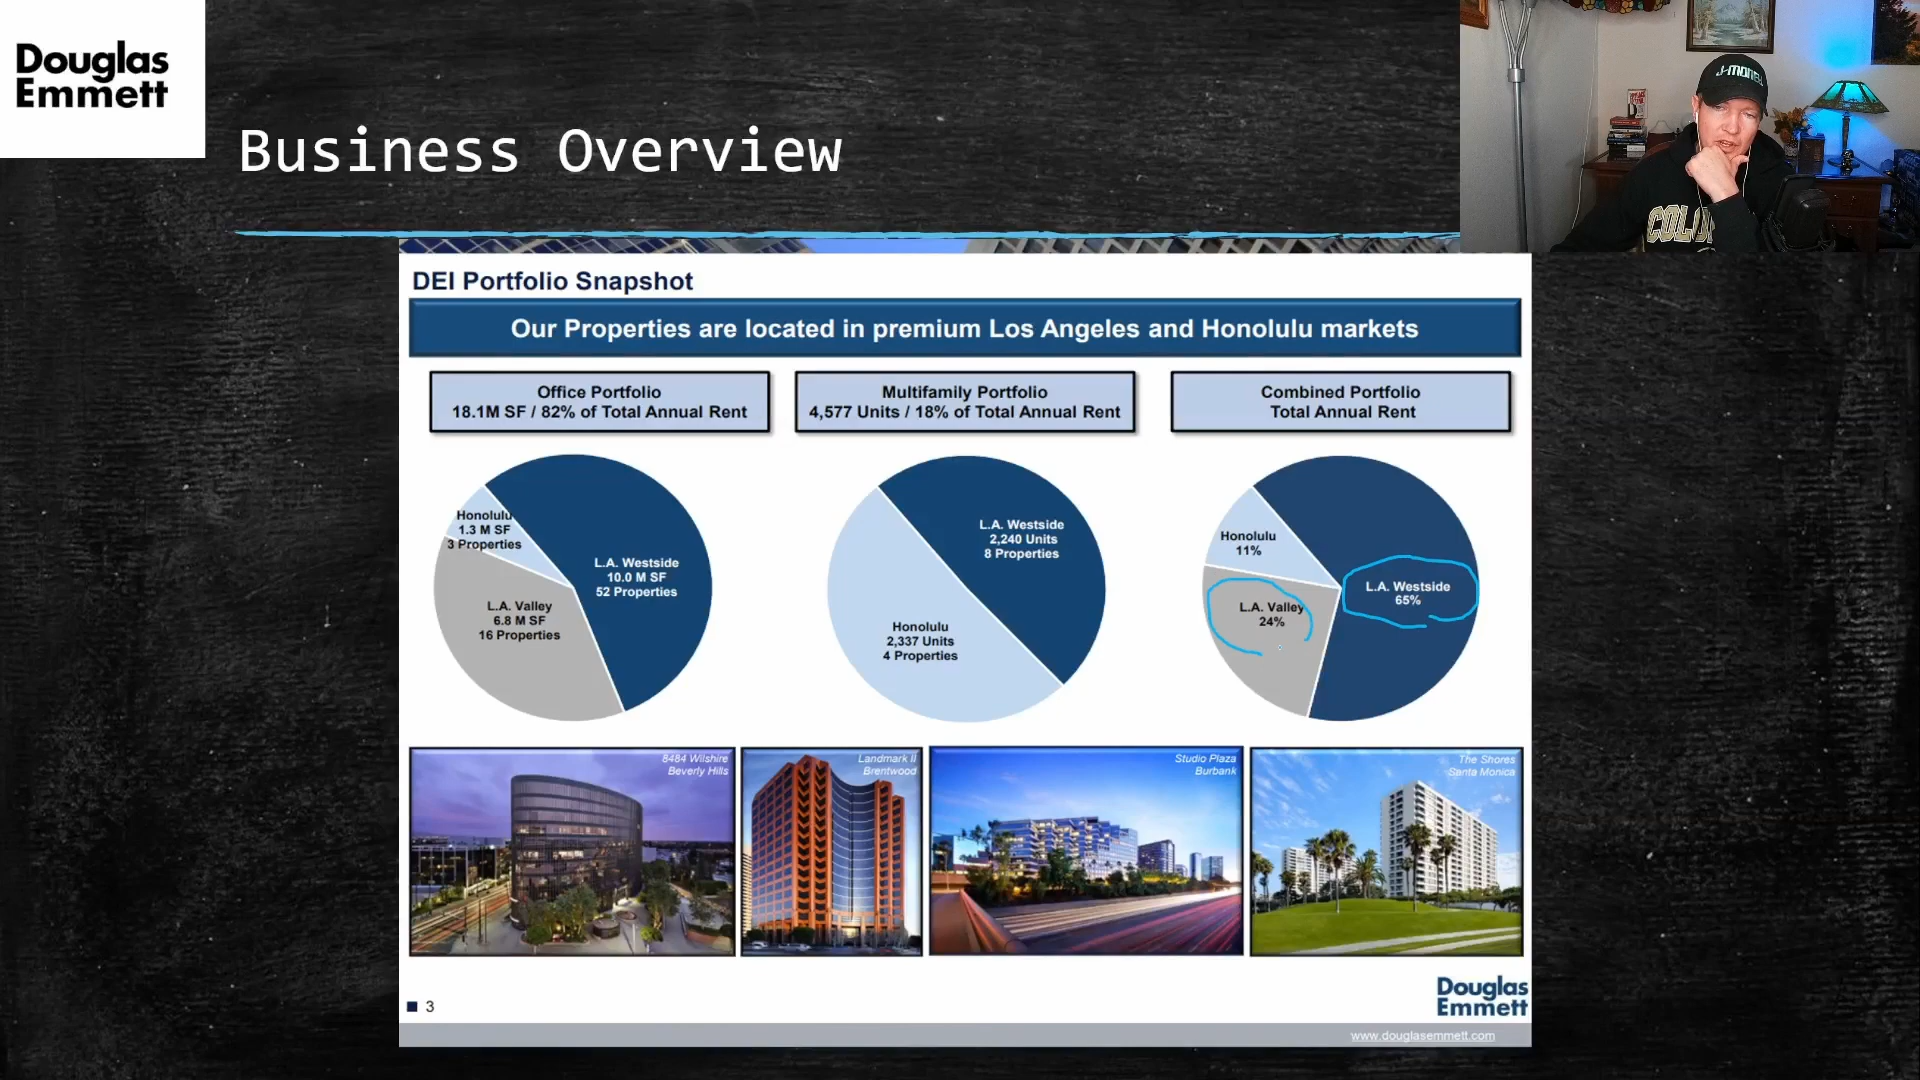 Douglas
Emmett
Business Overview
J-MONEY
DEI Portfolio Snapshot
Our Properties are located in premium Los Angeles and Honolulu markets
Office Portfolio
18.1M SF / 82% of Total Annual Rent
Multifamily Portfolio
4,577 Units / 18% of Total Annual Rent
Combined Portfolio
Total Annual Rent
Honolulu
1.3 M SF
3 Properties
L.A. Westside
10.0 M SF
52 Properties
L.A. Valley
6.8 M SF
16 Properties
L.A. Westside
2,240 Units
8 Properties
Honolulu
2,337 Units
4 Properties
Honolulu
11%
L.A. Westside
65%
L.A. Valley
24%
8484 Wilshire
Beverly Hills
Landmark II
Brentwood
Studio Plaza
Burbank
The Shores
Santa Monica
3
Douglas
Emmett
www.douglasemmett.com